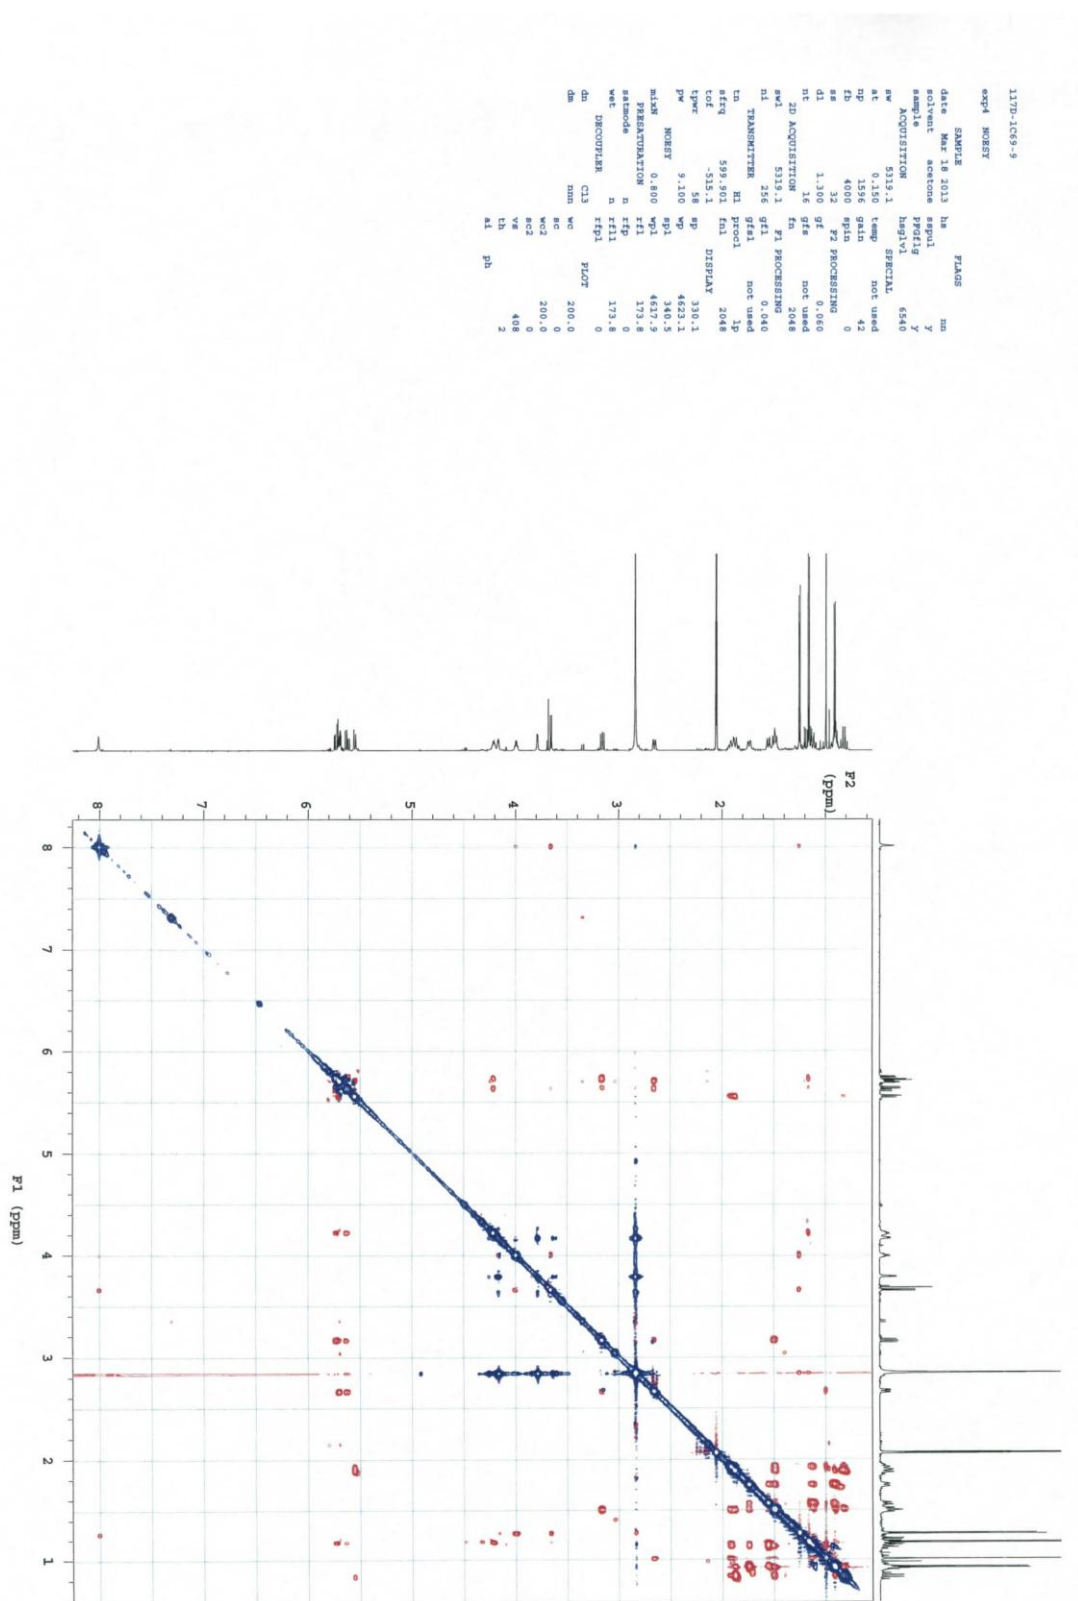 117D-1C69-9
exp4 NOESY
SAMPLE FLAGS
date Mar 18 2013 hs nn
solvent acetone sspul y
sample PFGflg y
ACQUISITION hsglvl 6540
sw 5319.1 SPECIAL
at 0.150 temp not used
np 1596 gain 42
fb 4000 spin 0
ss 32 F2 PROCESSING
d1 1.300 gf 0.060
nt 16 gfs not used
2D ACQUISITION fn 2048
sw1 5319.1 F1 PROCESSING
ni 256 gf1 0.040
TRANSMITTER gfs1 not used
tn H1 proc1 lp
sfrq 599.901 fn1 2048
tof -515.1 DISPLAY
tpwr 58 sp 330.1
pw 9.100 wp 4623.1
NOESY sp1 340.5
mixN 0.800 wp1 4617.9
PRESATURATION rfl 173.8
satmode n rfp 0
wet n rfl1 173.8
DECOUPLER rfp1 0
dn C13 PLOT
dm nnn wc 200.0
sc 0
wc2 200.0
sc2 0
vs 408
th 2
ai ph
F2
(ppm)
2
3
4
5
6
7
8
8 7 6 5 4 3 2 1
F1 (ppm)